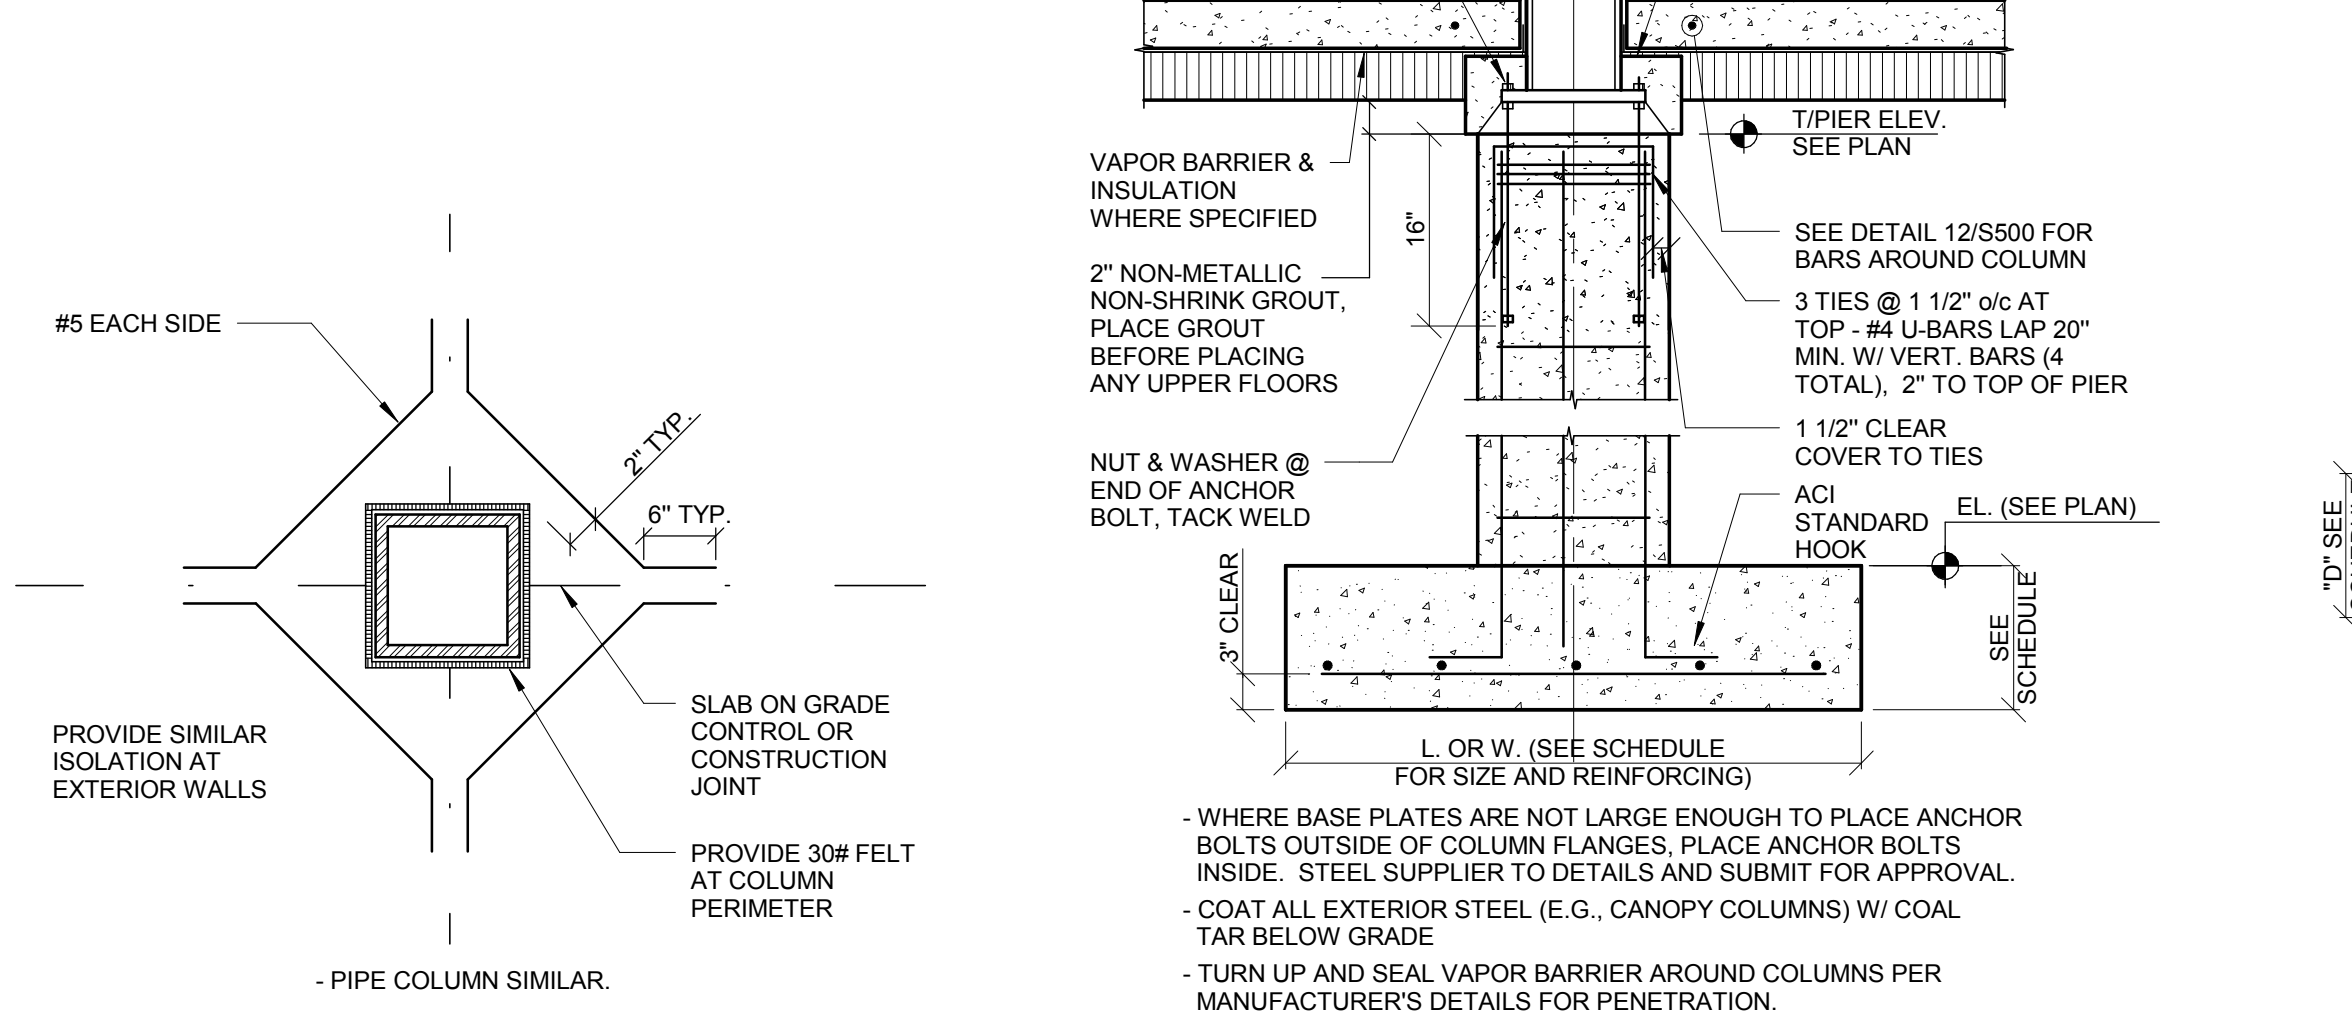 #5 EACH SIDE
2" TYP.
6" TYP.
SLAB ON GRADE
CONTROL OR
CONSTRUCTION
JOINT
PROVIDE SIMILAR
ISOLATION AT
EXTERIOR WALLS
PROVIDE 30# FELT
AT COLUMN
PERIMETER
- PIPE COLUMN SIMILAR.
VAPOR BARRIER &
INSULATION
WHERE SPECIFIED
2" NON-METALLIC
NON-SHRINK GROUT,
PLACE GROUT
BEFORE PLACING
ANY UPPER FLOORS
NUT & WASHER @
END OF ANCHOR
BOLT, TACK WELD
16"
3" CLEAR
T/PIER ELEV.
SEE PLAN
SEE DETAIL 12/S500 FOR
BARS AROUND COLUMN
3 TIES @ 1 1/2" o/c AT
TOP - #4 U-BARS LAP 20"
MIN. W/ VERT. BARS (4
TOTAL),  2" TO TOP OF PIER
1 1/2" CLEAR
COVER TO TIES
ACI
STANDARD
HOOK
EL. (SEE PLAN)
SEE
SCHEDULE
L. OR W. (SEE SCHEDULE
FOR SIZE AND REINFORCING)
- WHERE BASE PLATES ARE NOT LARGE ENOUGH TO PLACE ANCHOR
BOLTS OUTSIDE OF COLUMN FLANGES, PLACE ANCHOR BOLTS
INSIDE.  STEEL SUPPLIER TO DETAILS AND SUBMIT FOR APPROVAL.
- COAT ALL EXTERIOR STEEL (E.G., CANOPY COLUMNS) W/ COAL
TAR BELOW GRADE
- TURN UP AND SEAL VAPOR BARRIER AROUND COLUMNS PER
MANUFACTURER'S DETAILS FOR PENETRATION.
"D" SEE